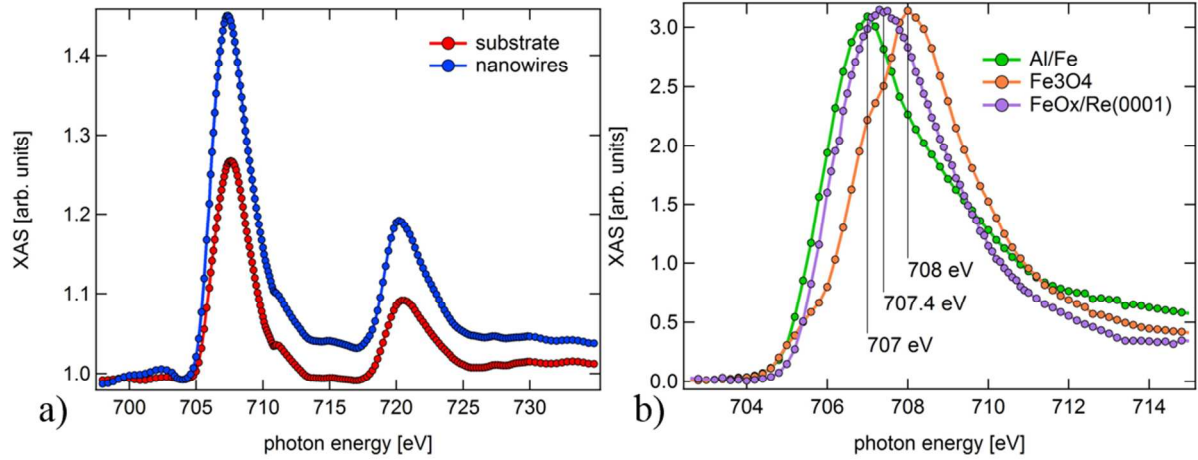 XAS [arb. units]
1.4
1.3
1.2
1.1
1.0
substrate
nanowires
700
705
710
715
720
725
730
a)
photon energy [eV]
XAS [arb. units]
3.0
2.5
2.0
1.5
1.0
0.5
0.0
Al/Fe
Fe3O4
FeOx/Re(0001)
708 eV
707.4 eV
707 eV
704
706
708
710
712
714
b)
photon energy [eV]